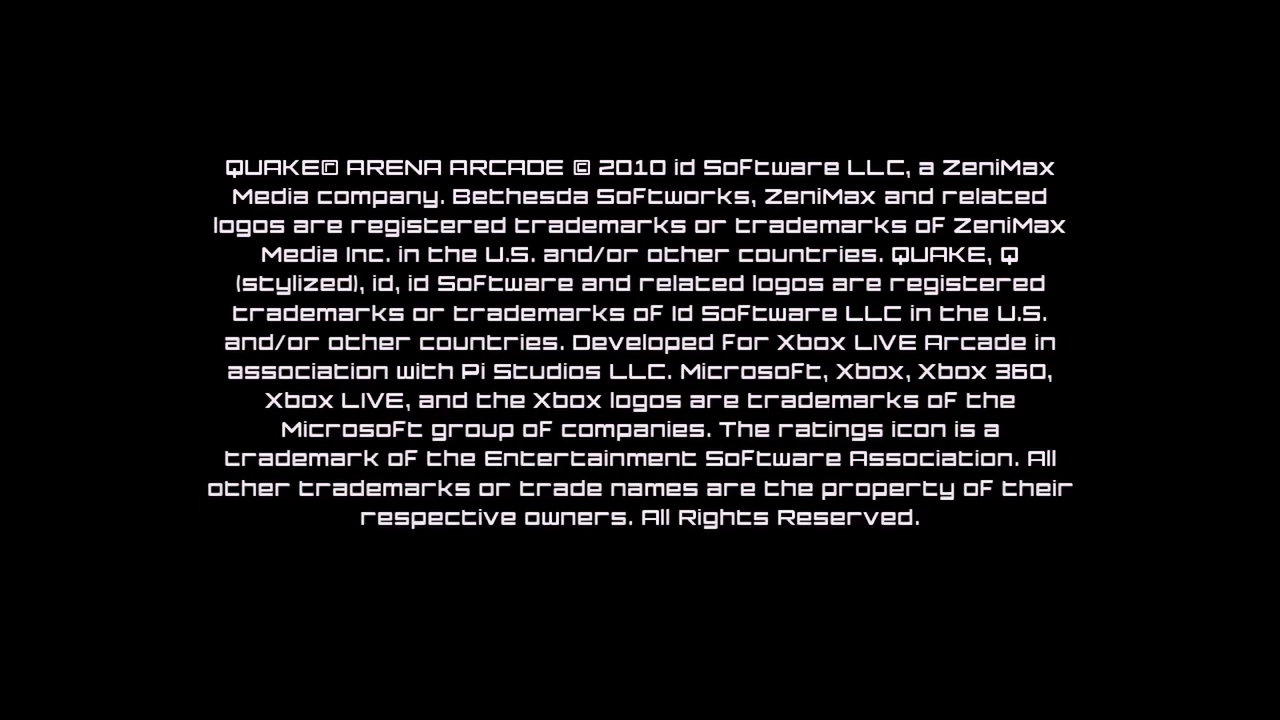 QUAKE® ARENA ARCADE © 2010 id Software LLC, a ZeniMax
Media company. Bethesda Softworks, ZeniMax and related
logos are registered trademarks or trademarks of ZeniMax
Media Inc. in the U.S. and/or other countries. QUAKE, Q
(stylized), id, id Software and related logos are registered
trademarks or trademarks of Id Software LLC in the U.S.
and/or other countries. Developed for Xbox LIVE Arcade in
association with Pi Studios LLC. Microsoft, Xbox, Xbox 360,
Xbox LIVE, and the Xbox logos are trademarks of the
Microsoft group of companies. The ratings icon is a
trademark of the Entertainment Software Association. All
other trademarks or trade names are the property of their
respective owners. All Rights Reserved.